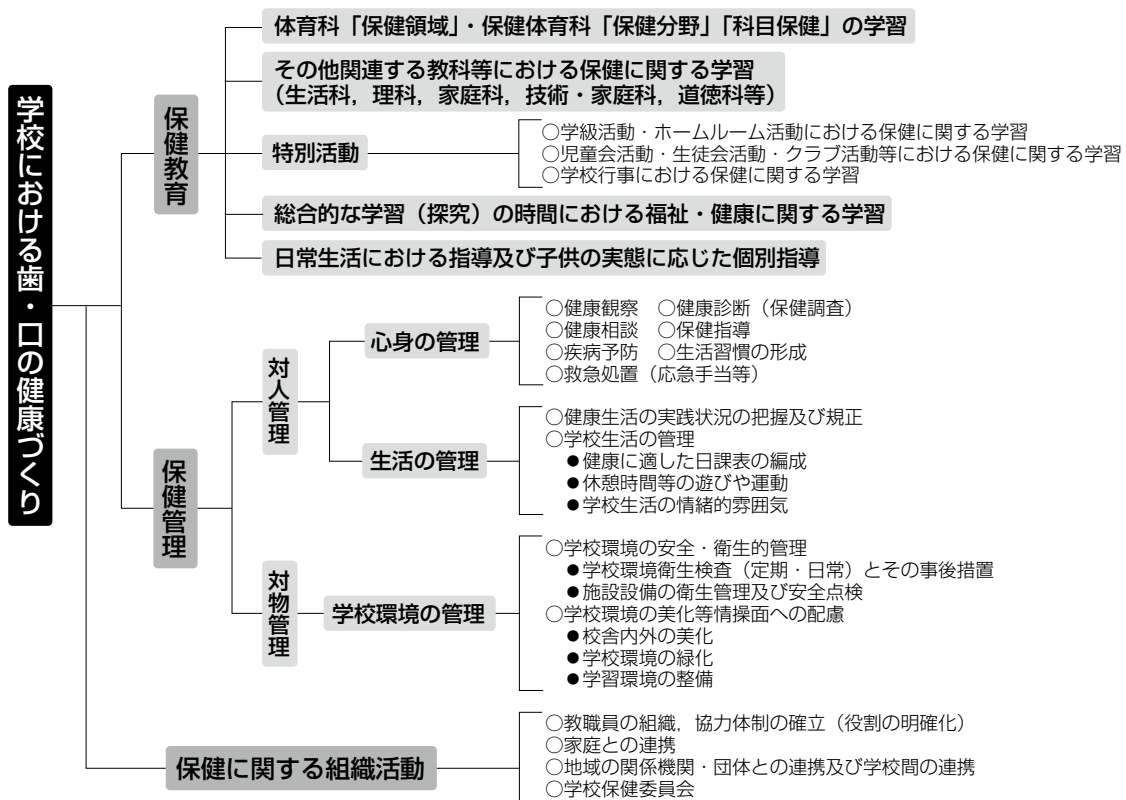 学校における歯・口の健康づくり
保健教育
体育科「保健領域」・保健体育科「保健分野」「科目保健」の学習
その他関連する教科等における保健に関する学習
（生活科，理科，家庭科，技術・家庭科，道徳科等）
特別活動
○学級活動・ホームルーム活動における保健に関する学習
○児童会活動・生徒会活動・クラブ活動等における保健に関する学習
○学校行事における保健に関する学習
総合的な学習（探究）の時間における福祉・健康に関する学習
日常生活における指導及び子供の実態に応じた個別指導
保健管理
対人管理
心身の管理
○健康観察　○健康診断（保健調査）
○健康相談　○保健指導
○疾病予防　○生活習慣の形成
○救急処置（応急手当等）
生活の管理
○健康生活の実践状況の把握及び規正
○学校生活の管理
●健康に適した日課表の編成
●休憩時間等の遊びや運動
●学校生活の情緒的雰囲気
対物管理
学校環境の管理
○学校環境の安全・衛生的管理
●学校環境衛生検査（定期・日常）とその事後措置
●施設設備の衛生管理及び安全点検
○学校環境の美化等情操面への配慮
●校舎内外の美化
●学校環境の緑化
●学習環境の整備
保健に関する組織活動
○教職員の組織，協力体制の確立（役割の明確化）
○家庭との連携
○地域の関係機関・団体との連携及び学校間の連携
○学校保健委員会